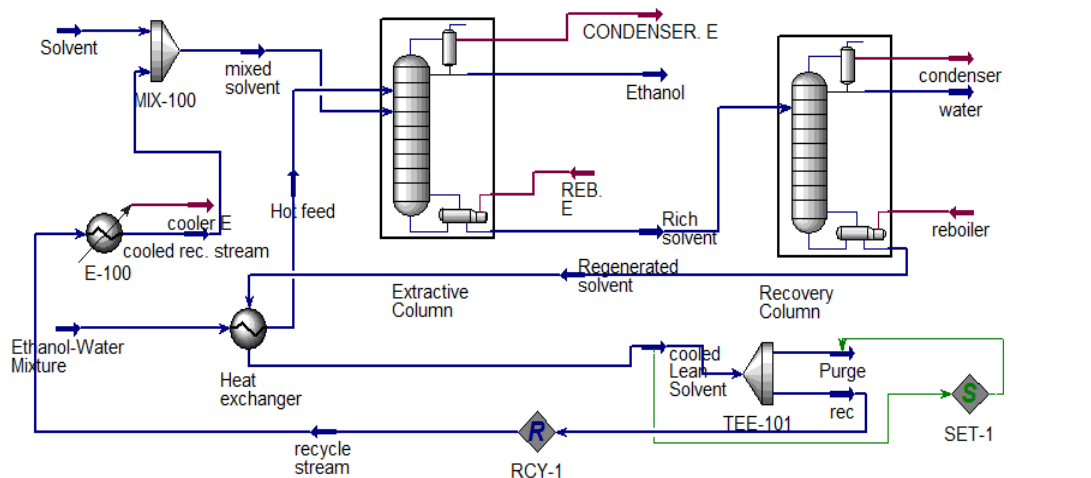 Solvent
MIX-100
mixed
solvent
CONDENSER. E
Ethanol
condenser
water
Hot feed
REB.
E
cooler E
cooled rec. stream
E-100
Rich
solvent
reboiler
Regenerated
solvent
Extractive
Column
Recovery
Column
Ethanol-Water
Mixture
Heat
exchanger
cooled
Lean
Solvent
Purge
rec
TEE-101
S
SET-1
R
RCY-1
recycle
stream